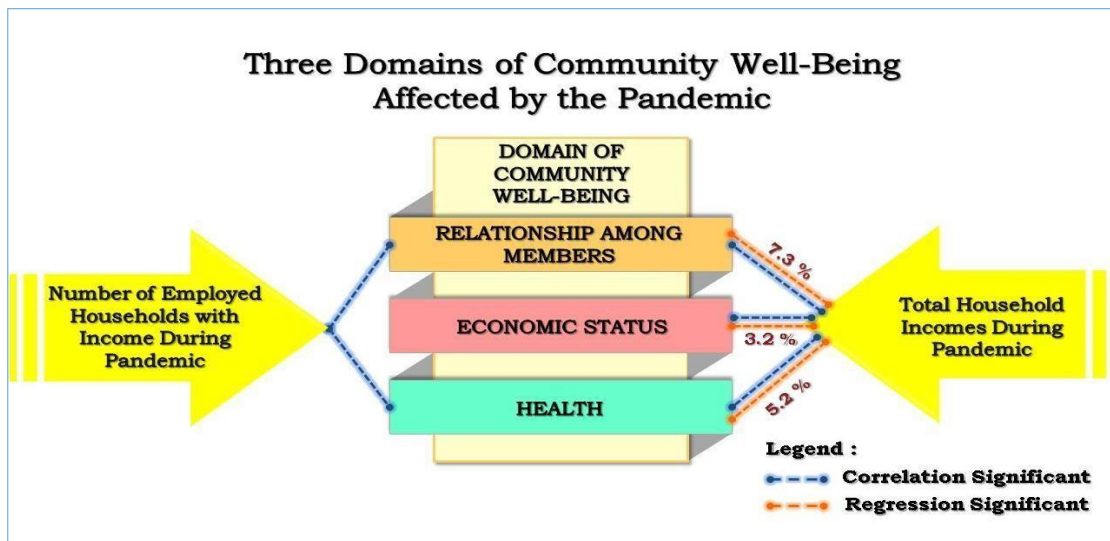 Three Domains of Community Well-Being
Affected by the Pandemic
DOMAIN OF
COMMUNITY
WELL-BEING
Number of Employed
Households with
Income During
Pandemic
RELATIONSHIP AMONG
MEMBERS
ECONOMIC STATUS
HEALTH
7.3 %
3.2 %
5.2 %
Total Household
Incomes During
Pandemic
Legend :
Correlation Significant
Regression Significant